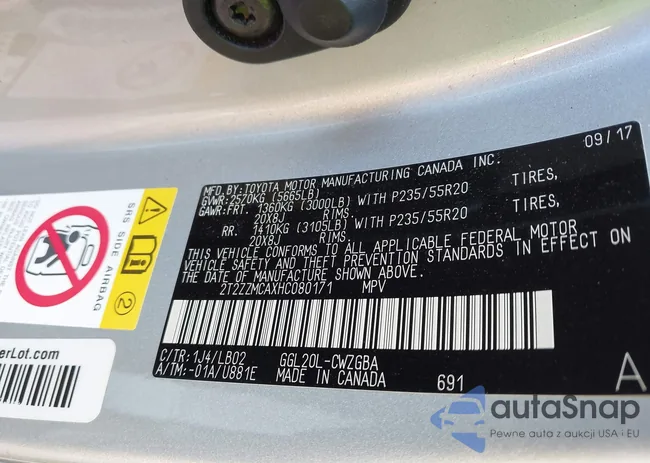 09/17
MFD. BY: TOYOTA MOTOR MANUFACTURING CANADA INC.
GVWR: 2570KG (5665LB)
GAWR: FRT. 1360KG (3000LB) WITH P235/55R20 TIRES,
20X8J RIMS.
RR. 1410KG (3105LB) WITH P235/55R20 TIRES,
20X8J RIMS.
THIS VEHICLE CONFORMS TO ALL APPLICABLE FEDERAL MOTOR
VEHICLE SAFETY AND THEFT PREVENTION STANDARDS IN EFFECT ON
THE DATE OF MANUFACTURE SHOWN ABOVE.
2T2ZZMCAXHC080171 MPV
C/TR: 1J4/LB02 GGL20L-CWZGBA
A/TM: -01A/U881E MADE IN CANADA 691
A
SRS SIDE AIRBAG
2
erLot.com
autaSnap
Pewne auta z aukcji USA i EU